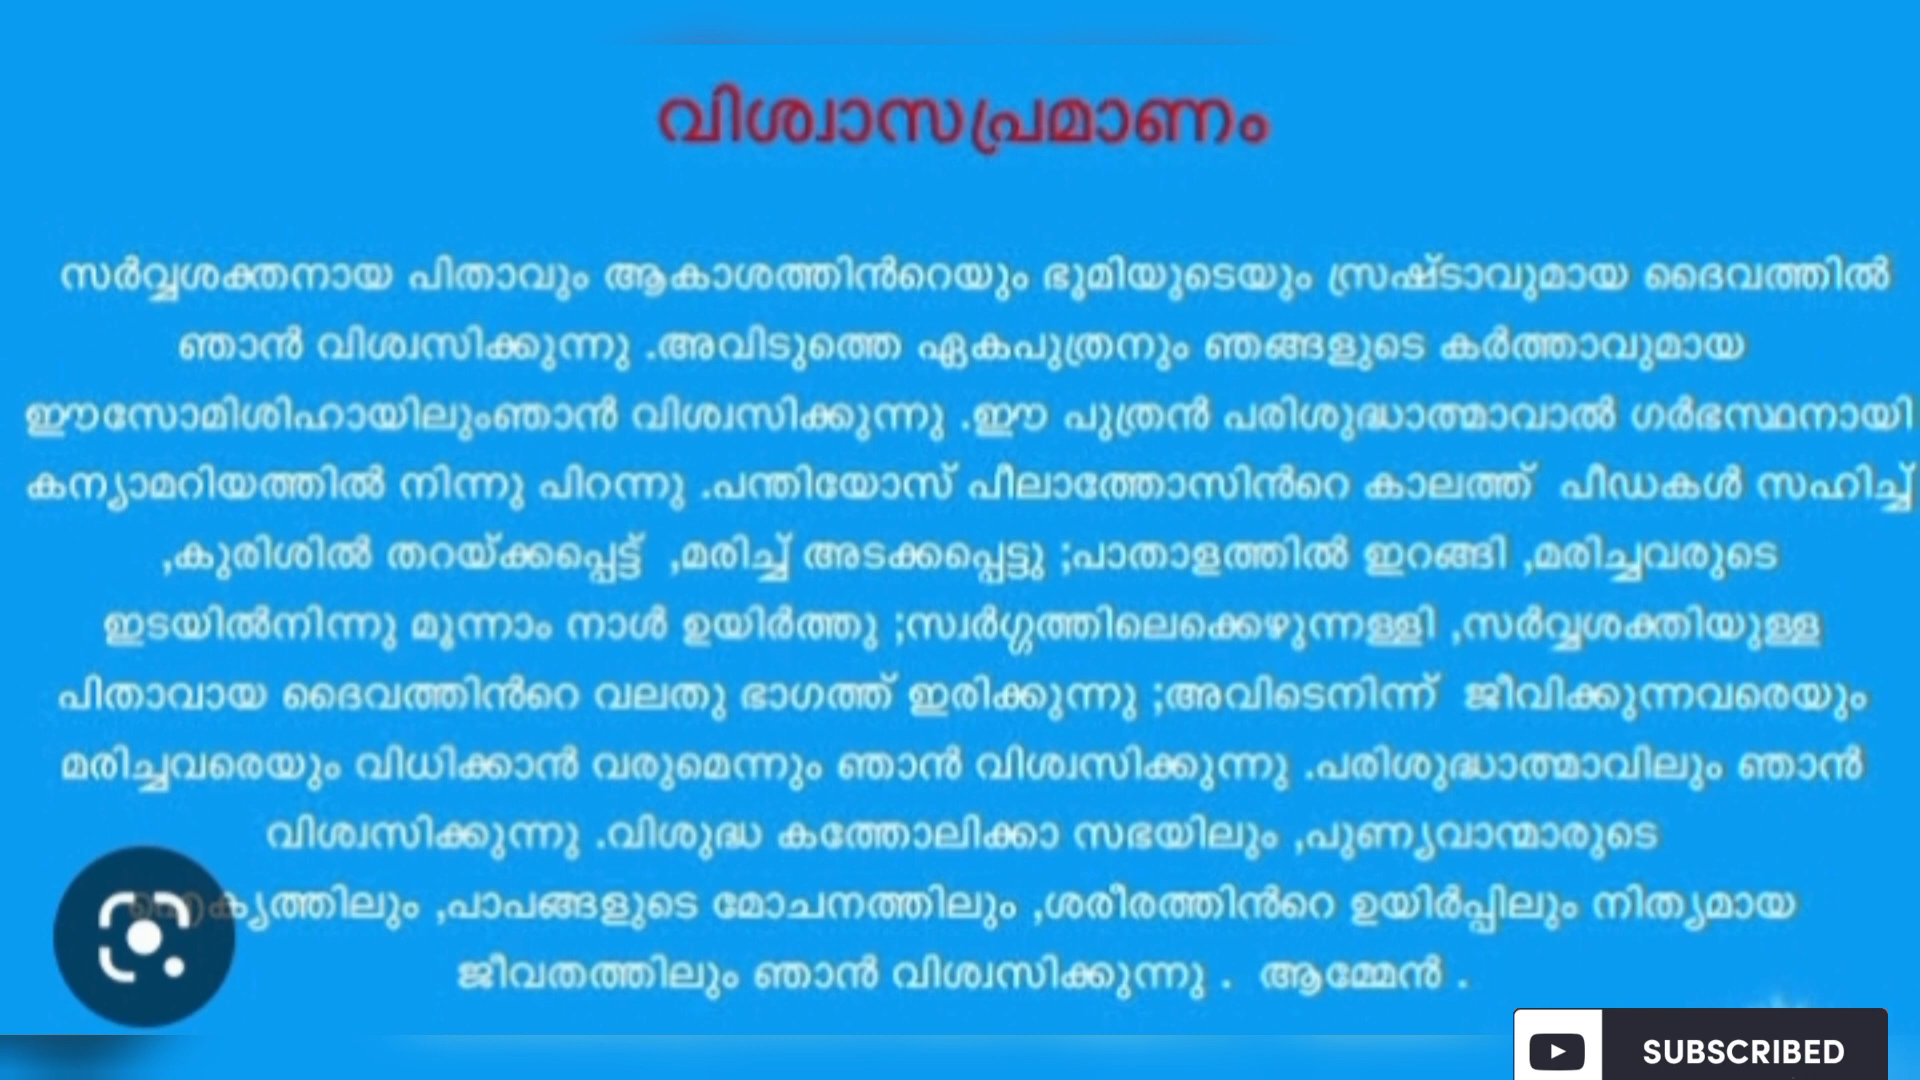 വിശ്വാസപ്രമാണം
സർവ്വശക്തനായ പിതാവും ആകാശത്തിൻറെയും ഭൂമിയുടെയും സ്രഷ്ടാവുമായ ദൈവത്തിൽ
ഞാൻ വിശ്വസിക്കുന്നു .അവിടുത്തെ ഏകപുത്രനും ഞങ്ങളുടെ കർത്താവുമായ
ഈസോമിശിഹായിലുംഞാൻ വിശ്വസിക്കുന്നു .ഈ പുത്രൻ പരിശുദ്ധാത്മാവാൽ ഗർഭസ്ഥനായി
കന്യാമറിയത്തിൽ നിന്നു പിറന്നു .പന്തിയോസ് പീലാത്തോസിൻറെ കാലത്ത് പീഡകൾ സഹിച്ച്
,കുരിശിൽ തറയ്ക്കപ്പെട്ട് ,മരിച്ച് അടക്കപ്പെട്ടു ;പാതാളത്തിൽ ഇറങ്ങി ,മരിച്ചവരുടെ
ഇടയിൽനിന്നു മൂന്നാം നാൾ ഉയിർത്തു ;സ്വർഗ്ഗത്തിലെക്കെഴുന്നള്ളി ,സർവ്വശക്തിയുള്ള
പിതാവായ ദൈവത്തിൻറെ വലതു ഭാഗത്ത് ഇരിക്കുന്നു ;അവിടെനിന്ന് ജീവിക്കുന്നവരെയും
മരിച്ചവരെയും വിധിക്കാൻ വരുമെന്നും ഞാൻ വിശ്വസിക്കുന്നു .പരിശുദ്ധാത്മാവിലും ഞാൻ
വിശ്വസിക്കുന്നു .വിശുദ്ധ കത്തോലിക്കാ സഭയിലും ,പുണ്യവാന്മാരുടെ
ഐക്യത്തിലും ,പാപങ്ങളുടെ മോചനത്തിലും ,ശരീരത്തിൻറെ ഉയിർപ്പിലും നിത്യമായ
ജീവതത്തിലും ഞാൻ വിശ്വസിക്കുന്നു . ആമ്മേൻ .
SUBSCRIBED